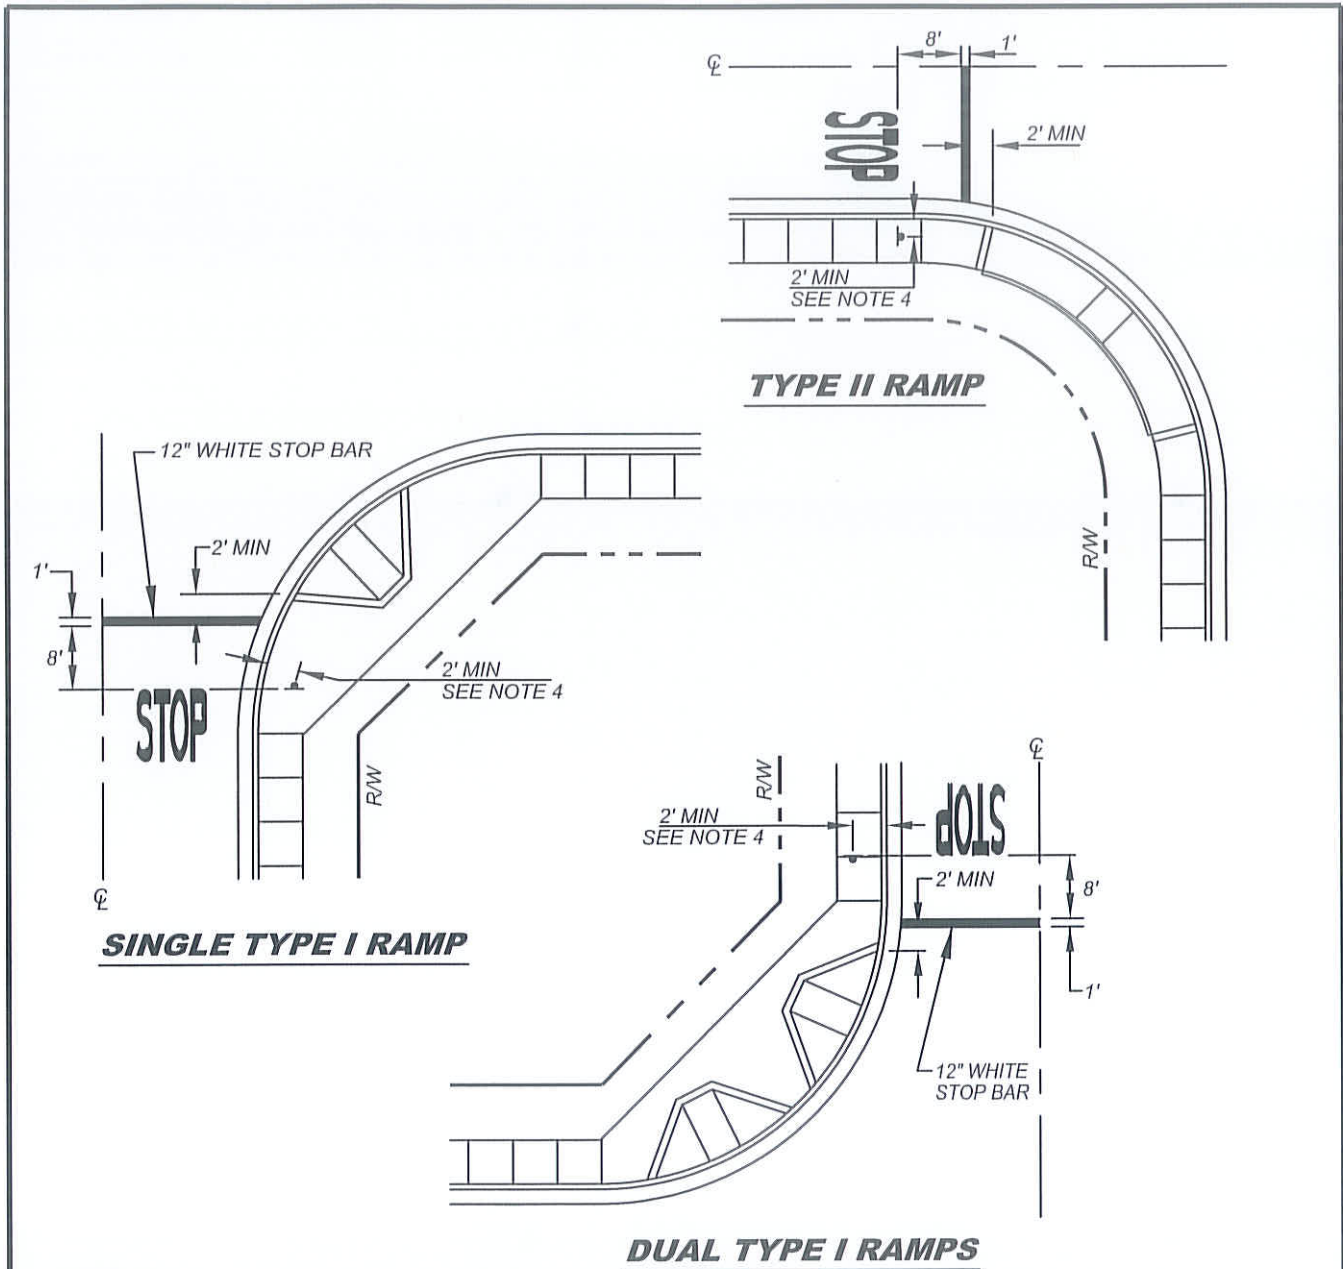 ℄
8'
1'
STOP
2' MIN
2' MIN
SEE NOTE 4
TYPE II RAMP
R/W
12" WHITE STOP BAR
2' MIN
1'
8'
STOP
2' MIN
SEE NOTE 4
R/W
℄
SINGLE TYPE I RAMP
℄
R/W
2' MIN
SEE NOTE 4
STOP
2' MIN
8'
1'
12" WHITE
STOP BAR
DUAL TYPE I RAMPS